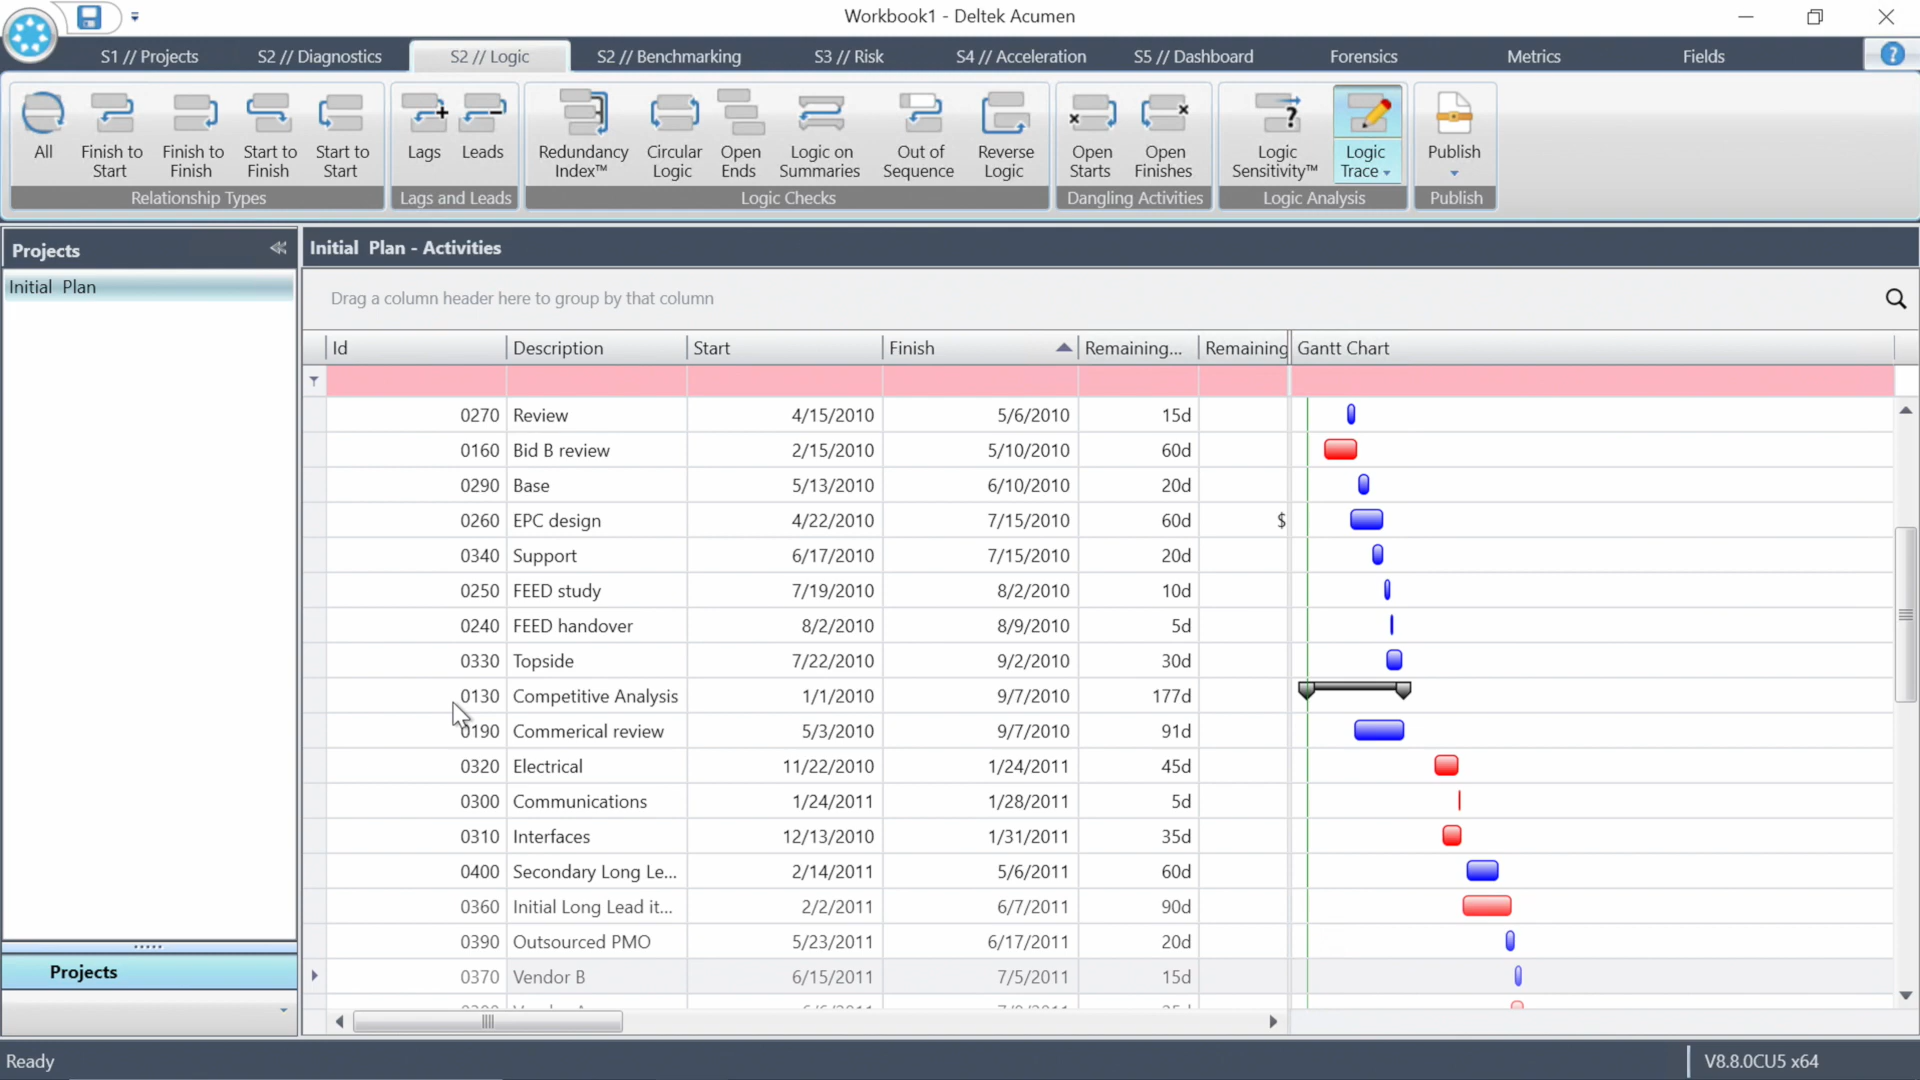 Workbook1 - Deltek Acumen
S1 // Projects
S2 // Diagnostics
S2 // Logic
S2 // Benchmarking
S3 // Risk
S4 // Acceleration
S5 // Dashboard
Forensics
Metrics
Fields
?
All
Finish to
Start
Finish to
Finish
Start to
Finish
Start to
Start
Relationship Types
Lags
Leads
Lags and Leads
Redundancy
Index™
Circular
Logic
Open
Ends
Logic on
Summaries
Out of
Sequence
Reverse
Logic
Logic Checks
Open
Starts
Open
Finishes
Dangling Activities
Logic
Sensitivity™
Logic
Trace
Logic Analysis
Publish
Publish
Projects
Initial Plan
Projects
Initial Plan - Activities
Drag a column header here to group by that column
Id Description Start Finish Remaining... Remaining Gantt Chart
0270 Review 4/15/2010 5/6/2010 15d
0160 Bid B review 2/15/2010 5/10/2010 60d
0290 Base 5/13/2010 6/10/2010 20d
0260 EPC design 4/22/2010 7/15/2010 60d $
0340 Support 6/17/2010 7/15/2010 20d
0250 FEED study 7/19/2010 8/2/2010 10d
0240 FEED handover 8/2/2010 8/9/2010 5d
0330 Topside 7/22/2010 9/2/2010 30d
0130 Competitive Analysis 1/1/2010 9/7/2010 177d
0190 Commerical review 5/3/2010 9/7/2010 91d
0320 Electrical 11/22/2010 1/24/2011 45d
0300 Communications 1/24/2011 1/28/2011 5d
0310 Interfaces 12/13/2010 1/31/2011 35d
0400 Secondary Long Le... 2/14/2011 5/6/2011 60d
0360 Initial Long Lead it... 2/2/2011 6/7/2011 90d
0390 Outsourced PMO 5/23/2011 6/17/2011 20d
0370 Vendor B 6/15/2011 7/5/2011 15d
Ready
V8.8.0CU5 x64